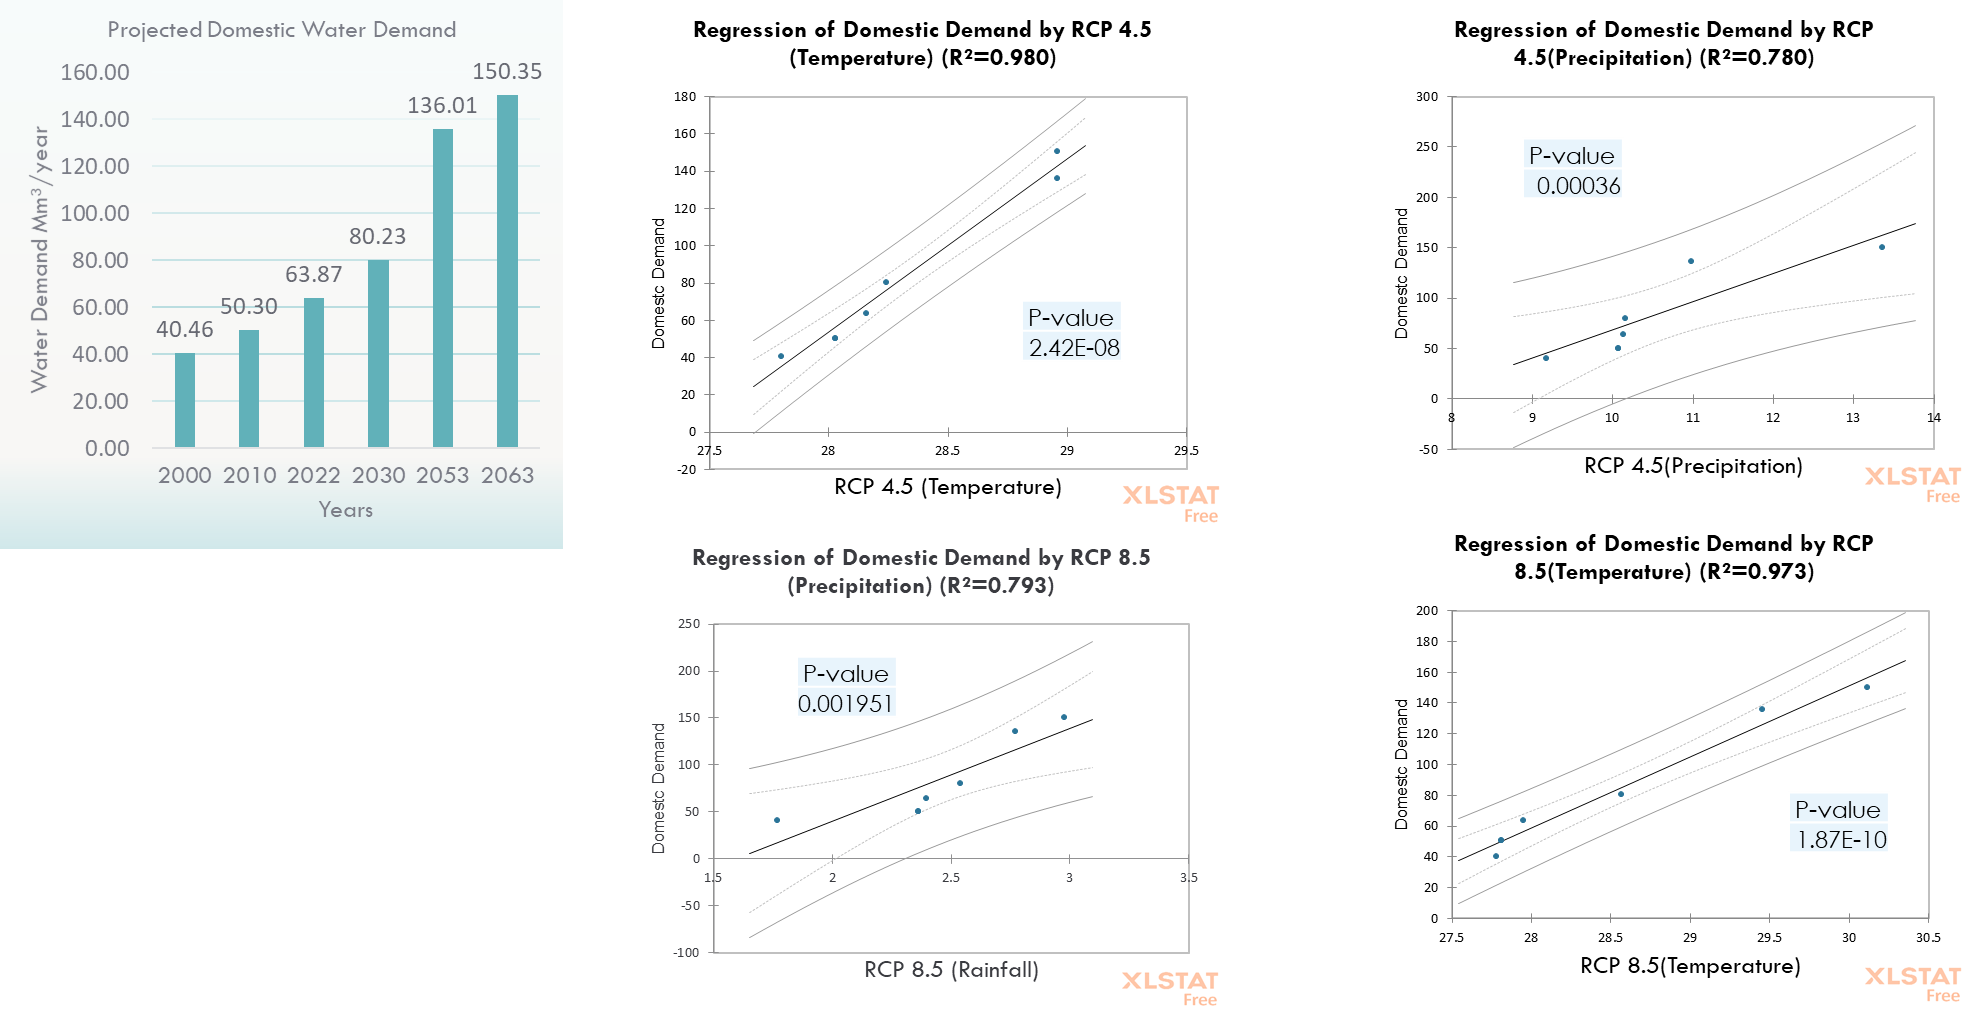 Projected Domestic Water Demand
Water Demand Mm³/year
160.00
140.00
120.00
100.00
80.00
60.00
40.00
20.00
0.00
40.46
50.30
63.87
80.23
136.01
150.35
2000 2010 2022 2030 2053 2063
Years
Regression of Domestic Demand by RCP 4.5
(Temperature) (R²=0.980)
Domestc Demand
180
160
140
120
100
80
60
40
20
0
-20
27.5 28 28.5 29 29.5
P-value
2.42E-08
RCP 4.5 (Temperature)
XLSTAT
Free
Regression of Domestic Demand by RCP
4.5(Precipitation) (R²=0.780)
Domestc Demand
300
250
200
150
100
50
0
-50
8 9 10 11 12 13 14
P-value
0.00036
RCP 4.5(Precipitation)
XLSTAT
Free
Regression of Domestic Demand by RCP 8.5
(Precipitation) (R²=0.793)
Domestc Demand
250
200
150
100
50
0
-50
-100
1.5 2 2.5 3 3.5
P-value
0.001951
RCP 8.5 (Rainfall)
XLSTAT
Free
Regression of Domestic Demand by RCP
8.5(Temperature) (R²=0.973)
Domestc Demand
200
180
160
140
120
100
80
60
40
20
0
27.5 28 28.5 29 29.5 30 30.5
P-value
1.87E-10
RCP 8.5(Temperature)
XLSTAT
Free